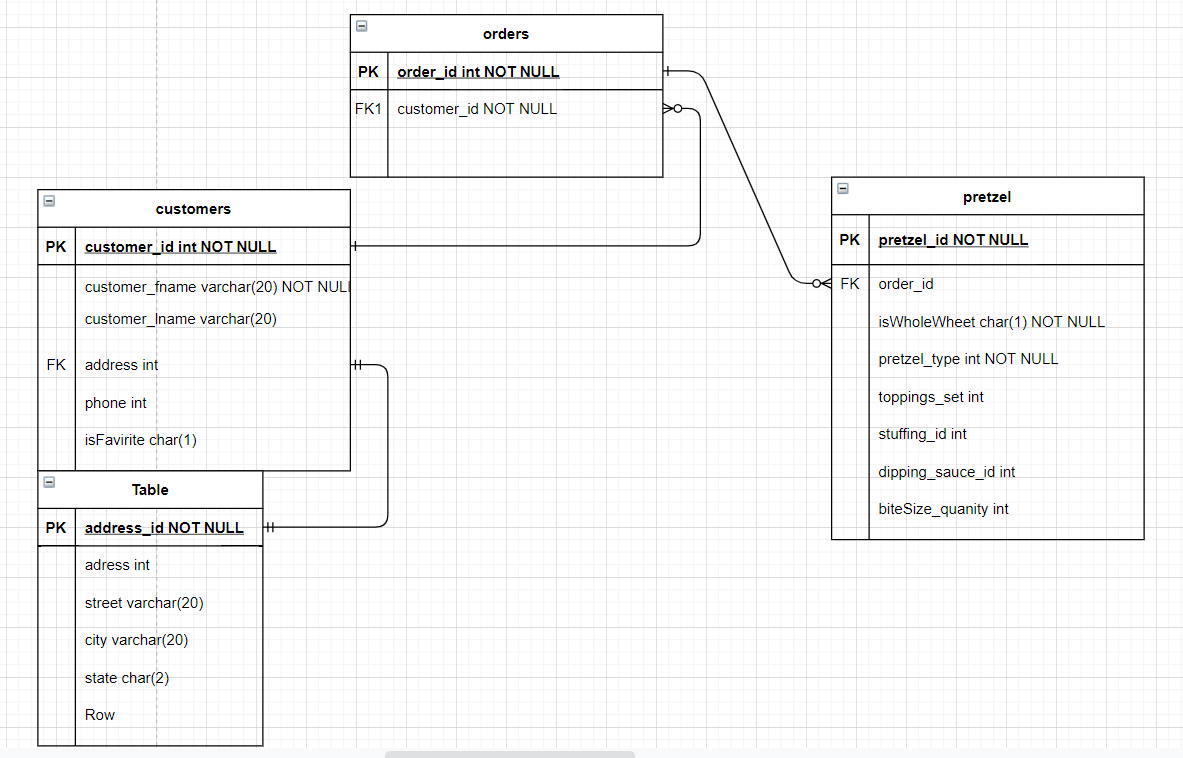 orders
PK order_id int NOT NULL
FK1 customer_id NOT NULL
customers
PK customer_id int NOT NULL
customer_fname varchar(20) NOT NUL
customer_lname varchar(20)
FK address int
phone int
isFavirite char(1)
Table
PK address_id NOT NULL
adress int
street varchar(20)
city varchar(20)
state char(2)
Row
pretzel
PK pretzel_id NOT NULL
FK order_id
isWholeWheet char(1) NOT NULL
pretzel_type int NOT NULL
toppings_set int
stuffing_id int
dipping_sauce_id int
biteSize_quanity int